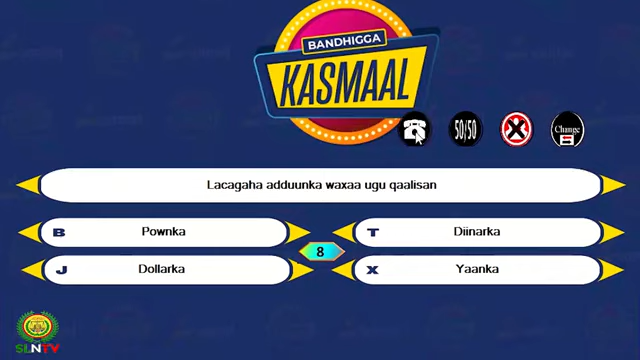 BANDHIGGA
KASMAAL
50/50
X
Change
Lacagaha adduunka waxaa ugu qaalisan
B Pownka
T Diinarka
8
J Dollarka
X Yaanka
SLNTV